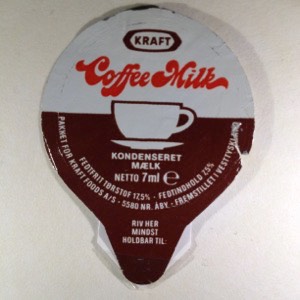 KRAFT
Coffee Milk
KONDENSERET
MÆLK
NETTO 7ml e
FEDTFRIT TØRSTOF 17,5% - FEDTINDHOLD 7,5%
PAKKET FOR KRAFT FOODS A/S - 5580 NR. ÅBY. - FREMSTILLET I VESTTYSKLAND
RIV HER
MINDST
HOLDBAR TIL: